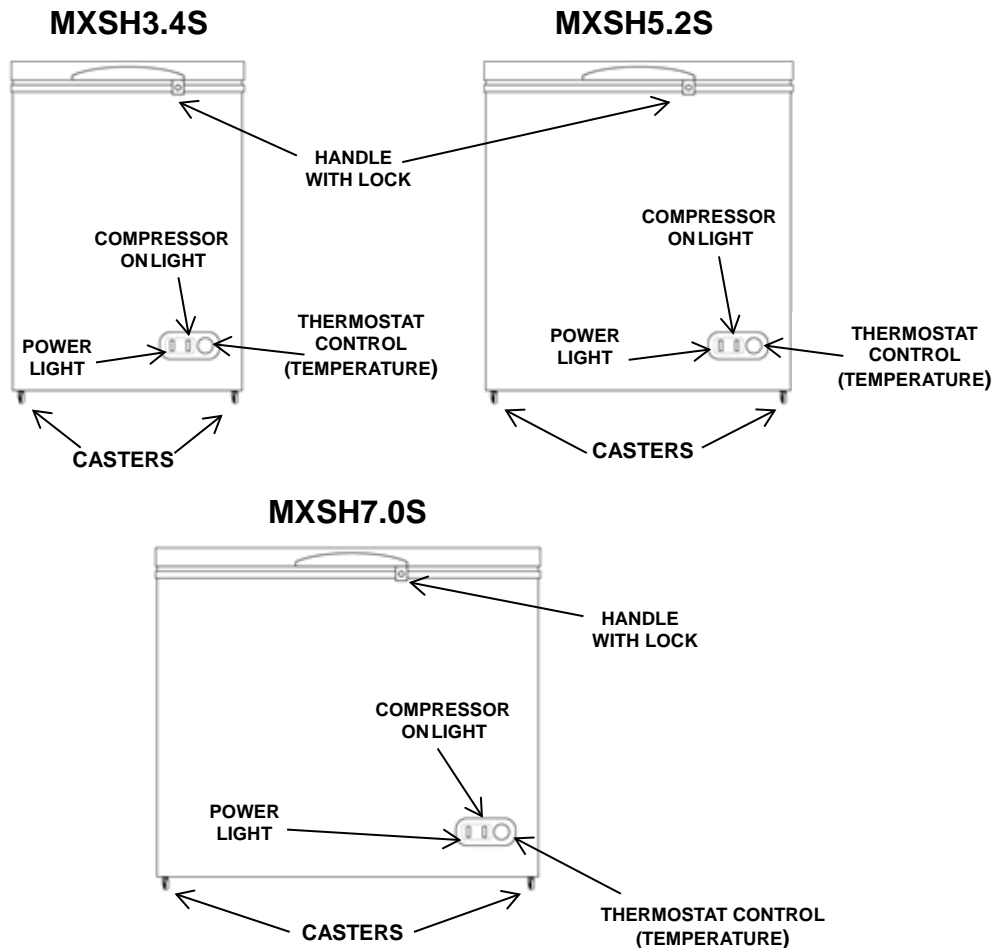 MXSH3.4S
MXSH5.2S
HANDLE
WITH LOCK
COMPRESSOR
ON LIGHT
POWER
LIGHT
THERMOSTAT
CONTROL
(TEMPERATURE)
CASTERS
COMPRESSOR
ON LIGHT
POWER
LIGHT
THERMOSTAT
CONTROL
(TEMPERATURE)
CASTERS
MXSH7.0S
HANDLE
WITH LOCK
COMPRESSOR
ON LIGHT
POWER
LIGHT
CASTERS
THERMOSTAT CONTROL
(TEMPERATURE)